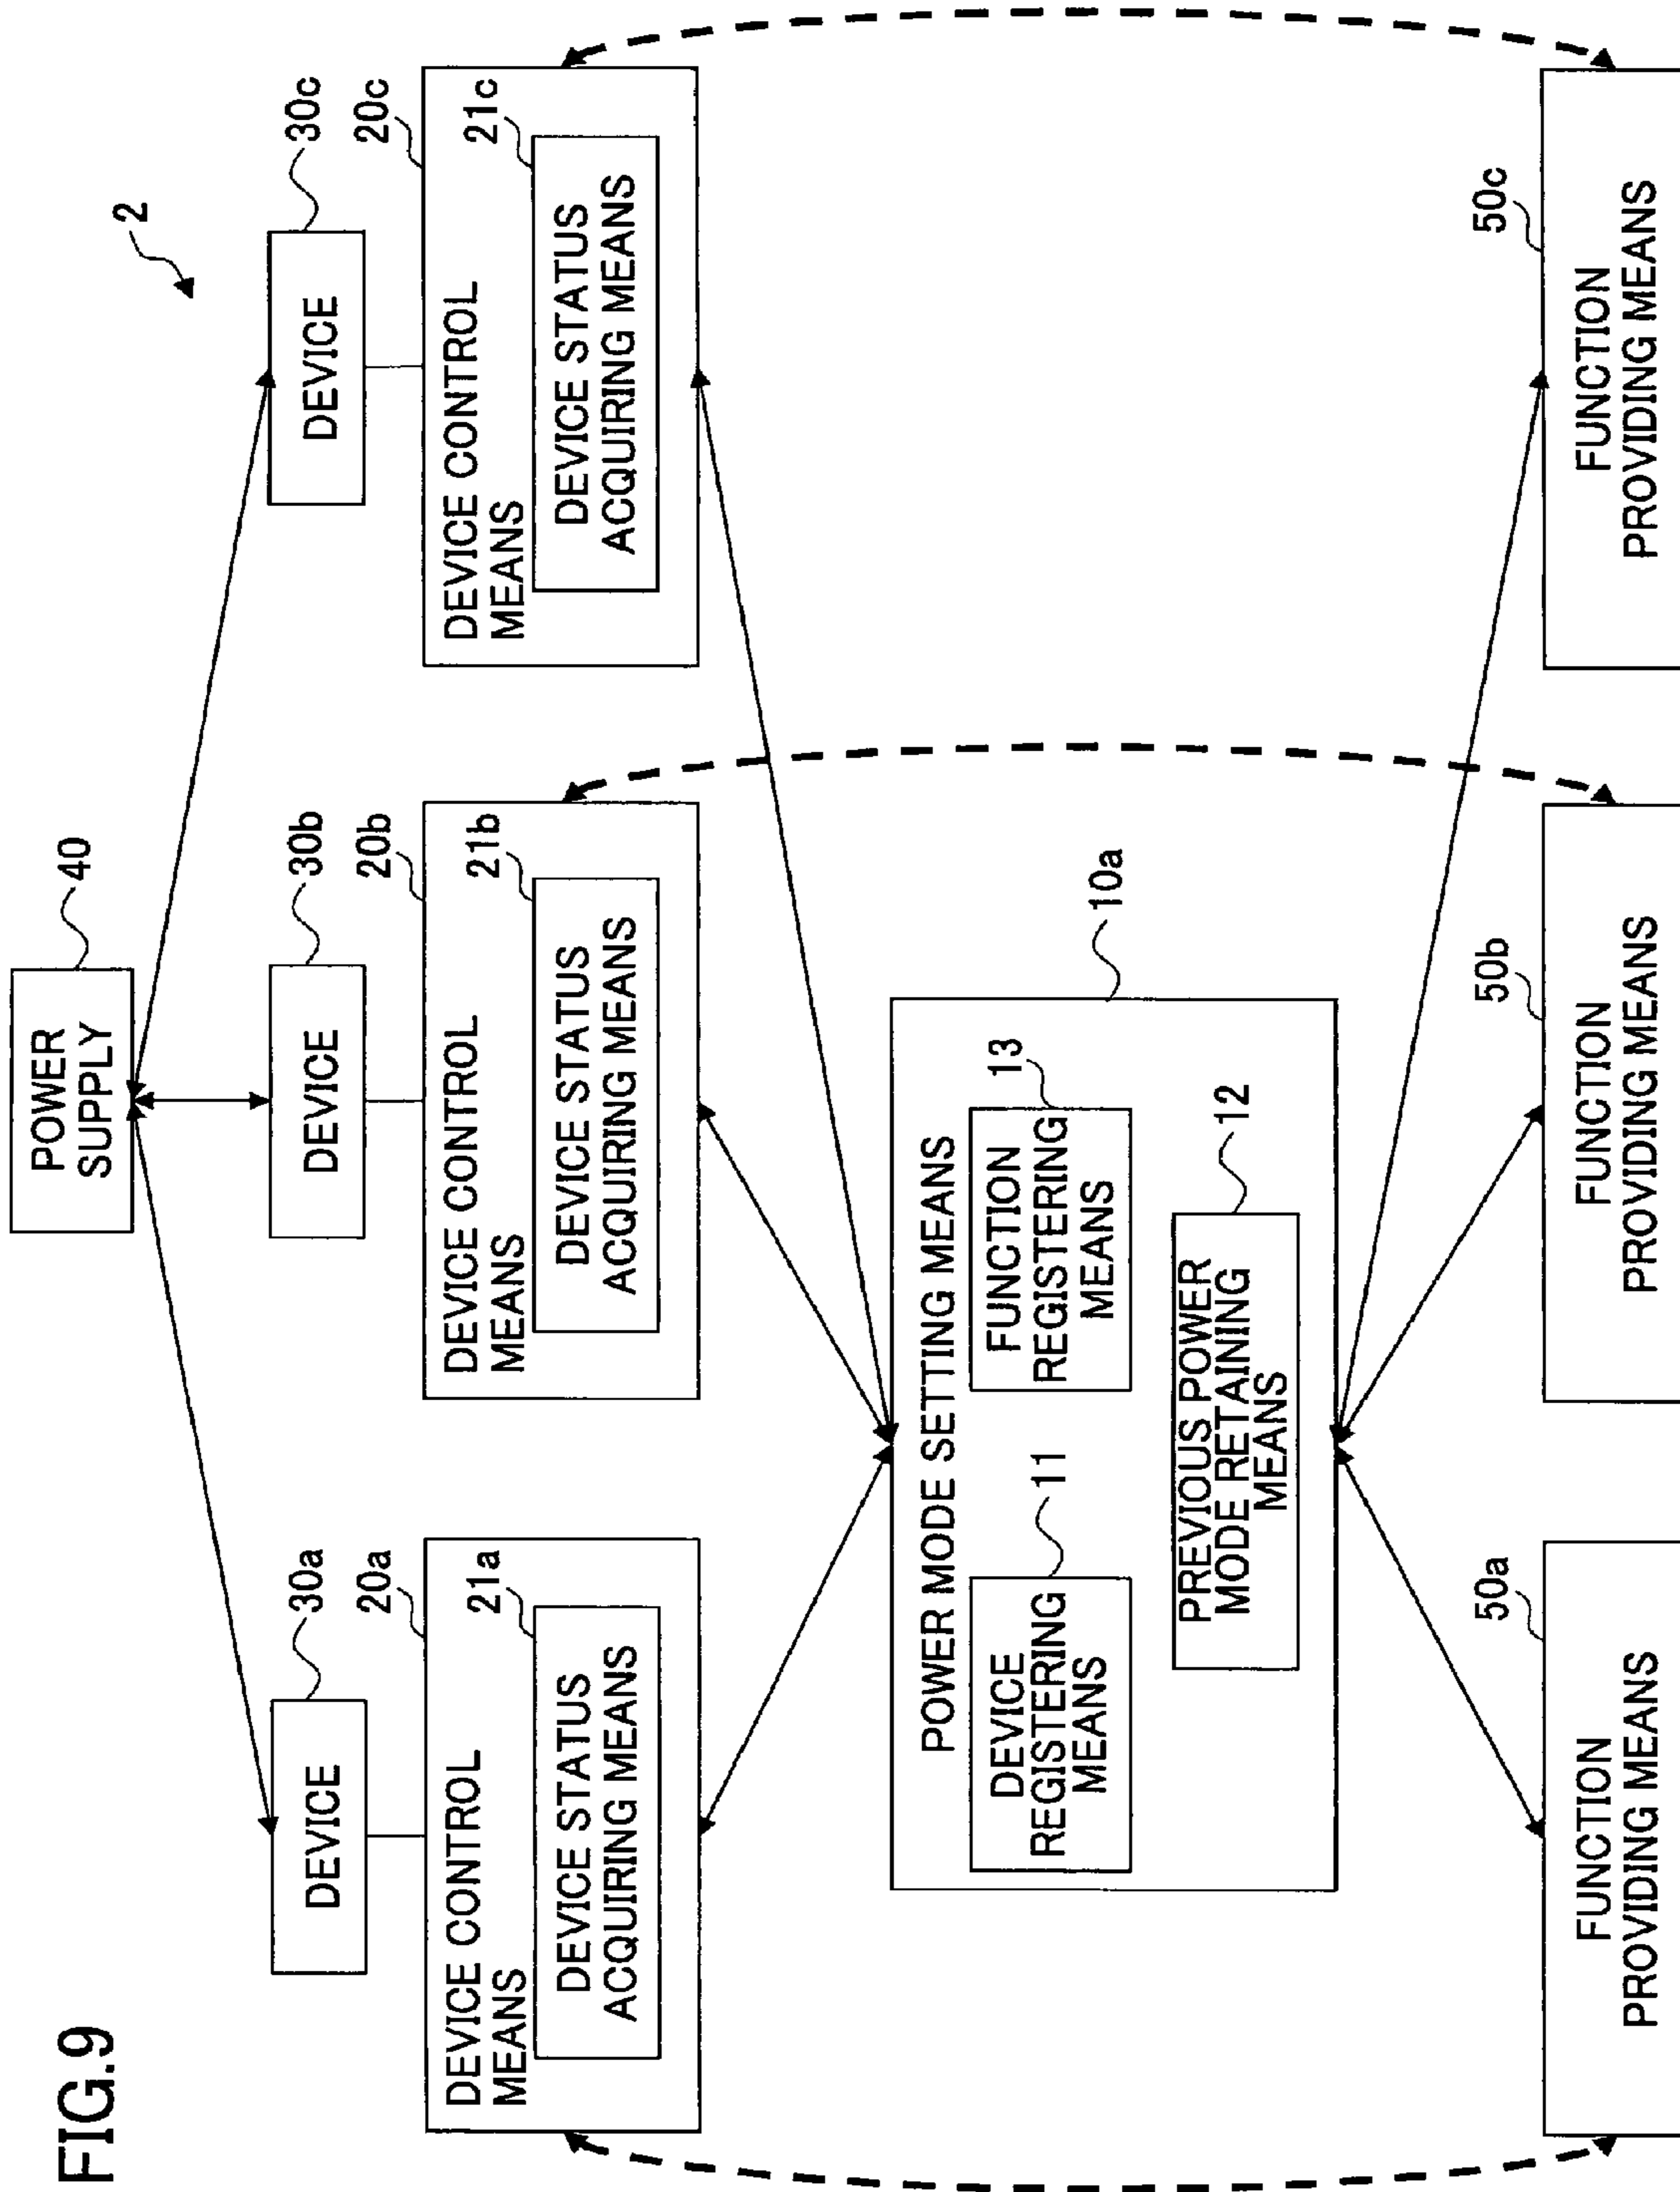 FIG.9
2
POWER
SUPPLY
40
DEVICE
30a
DEVICE
30b
DEVICE
30c
DEVICE CONTROL
MEANS
20a
DEVICE STATUS
ACQUIRING MEANS
21a
DEVICE CONTROL
MEANS
20b
DEVICE STATUS
ACQUIRING MEANS
21b
DEVICE CONTROL
MEANS
20c
DEVICE STATUS
ACQUIRING MEANS
21c
POWER MODE SETTING MEANS
10a
DEVICE
REGISTERING
MEANS
11
FUNCTION
REGISTERING
MEANS
13
PREVIOUS POWER
MODE RETAINING
MEANS
12
FUNCTION
PROVIDING MEANS
50a
FUNCTION
PROVIDING MEANS
50b
FUNCTION
PROVIDING MEANS
50c